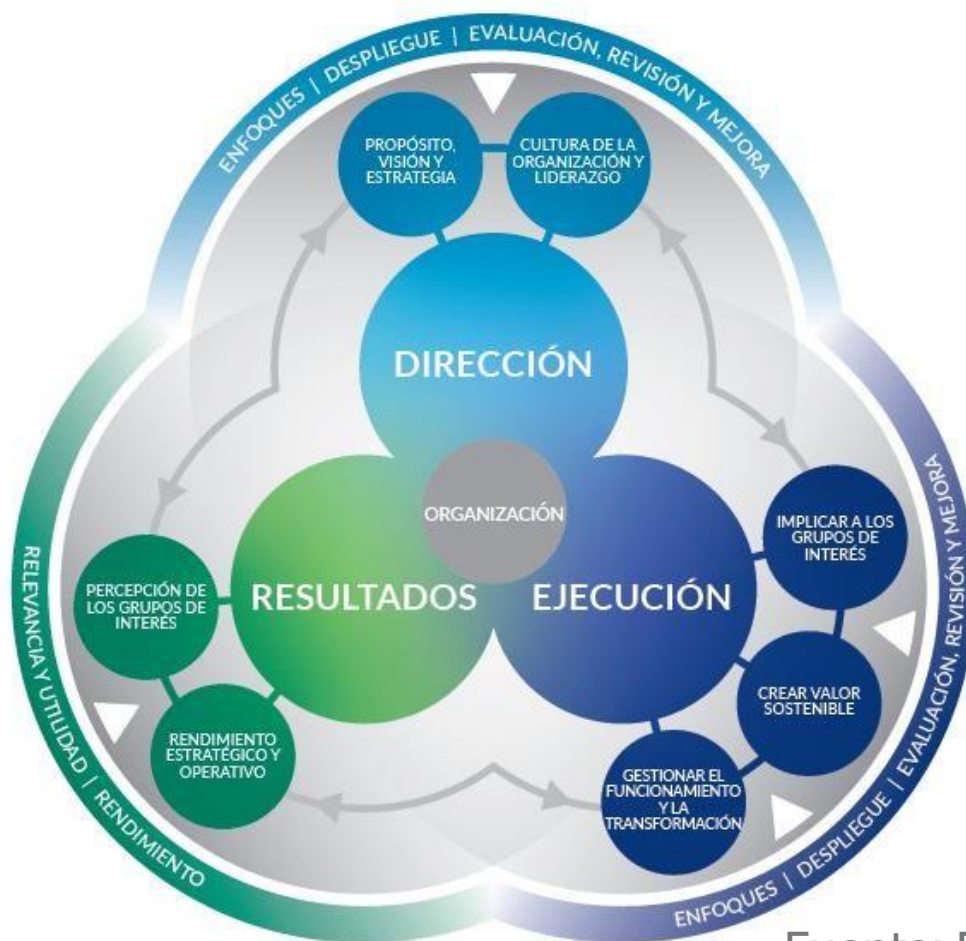 ENFOQUES | DESPLIEGUE | EVALUACIÓN, REVISIÓN Y MEJORA
PROPÓSITO,
VISIÓN Y
ESTRATEGIA
CULTURA DE LA
ORGANIZACIÓN Y
LIDERAZGO
DIRECCIÓN
ORGANIZACIÓN
RESULTADOS
EJECUCIÓN
IMPLICAR A LOS
GRUPOS DE
INTERÉS
CREAR VALOR
SOSTENIBLE
GESTIONAR EL
FUNCIONAMIENTO
Y LA
TRANSFORMACIÓN
ENFOQUES | DESPLIEGUE | EVALUACIÓN, REVISIÓN Y MEJORA
PERCEPCIÓN DE
LOS GRUPOS DE
INTERÉS
RENDIMIENTO
ESTRATÉGICO Y
OPERATIVO
RELEVANCIA Y UTILIDAD | RENDIMIENTO